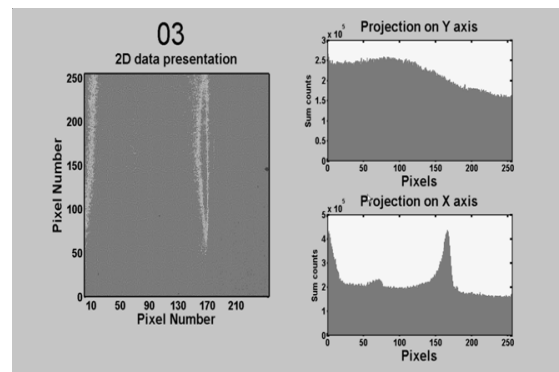 03
2D data presentation
250
200
150
100
50
0
10 50 90 130 170 210
Pixel Number
Pixel Number
Projection on Y axis
3 x 10^5
2.5
2
1.5
1
0.5
0
0 50 100 150 200 250
Sum counts
Pixels
Projection on X axis
5 x 10^5
4
3
2
1
0
0 50 100 150 200 250
Sum counts
Pixels